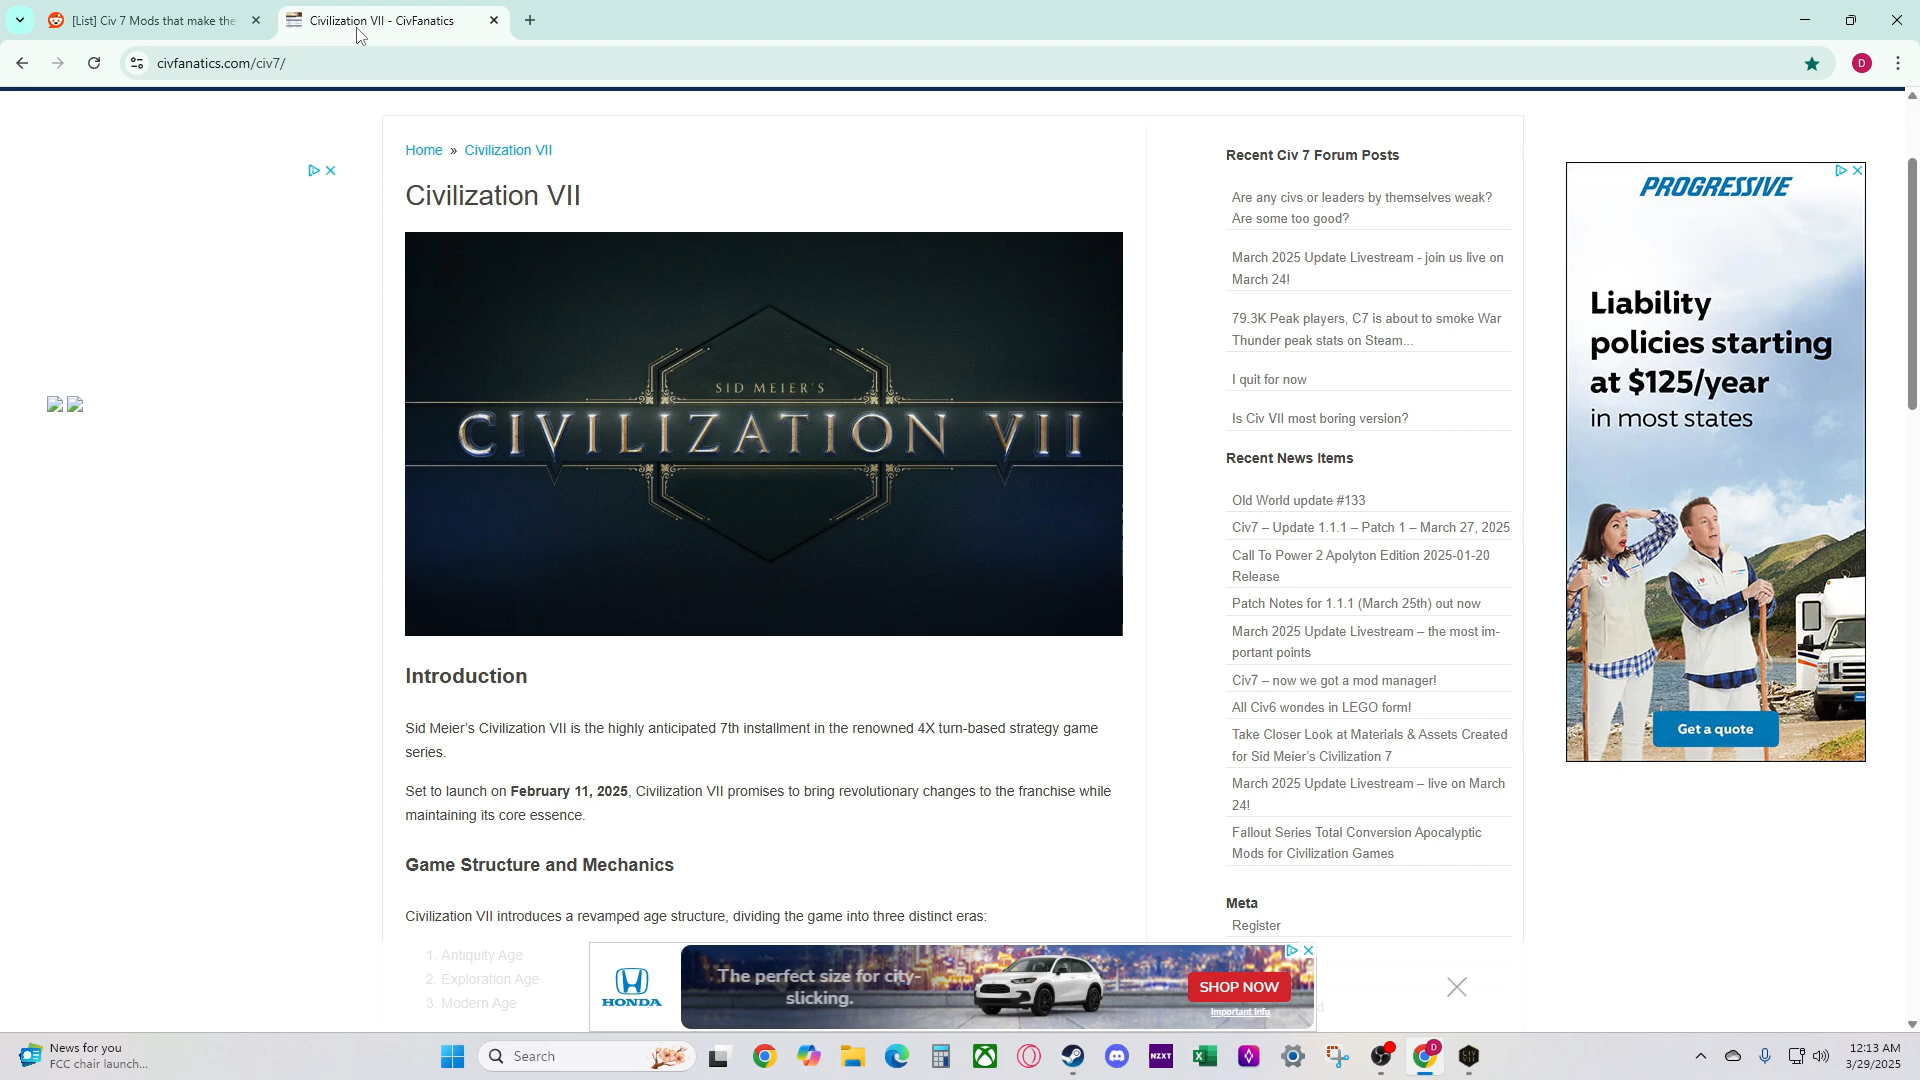 [List] Civ 7 Mods that make the
Civilization VII - CivFanatics
civfanatics.com/civ7/
D
Home » Civilization VII
Civilization VII
SID MEIER'S
CIVILIZATION VII
Introduction
Sid Meier's Civilization VII is the highly anticipated 7th installment in the renowned 4X turn-based strategy game
series.
Set to launch on February 11, 2025, Civilization VII promises to bring revolutionary changes to the franchise while
maintaining its core essence.
Game Structure and Mechanics
Civilization VII introduces a revamped age structure, dividing the game into three distinct eras:
1. Antiquity Age
2. Exploration Age
3. Modern Age
Recent Civ 7 Forum Posts
Are any civs or leaders by themselves weak?
Are some too good?
March 2025 Update Livestream - join us live on
March 24!
79.3K Peak players, C7 is about to smoke War
Thunder peak stats on Steam...
I quit for now
Is Civ VII most boring version?
Recent News Items
Old World update #133
Civ7 – Update 1.1.1 – Patch 1 – March 27, 2025
Call To Power 2 Apolyton Edition 2025-01-20
Release
Patch Notes for 1.1.1 (March 25th) out now
March 2025 Update Livestream – the most im-
portant points
Civ7 – now we got a mod manager!
All Civ6 wondes in LEGO form!
Take Closer Look at Materials & Assets Created
for Sid Meier's Civilization 7
March 2025 Update Livestream – live on March
24!
Fallout Series Total Conversion Apocalyptic
Mods for Civilization Games
Meta
Register
PROGRESSIVE
Liability
policies starting
at $125/year
in most states
Get a quote
HONDA
The perfect size for city-
slicking.
SHOP NOW
Important Info
News for you
FCC chair launch...
Search
NZXT
D
CIV
VII
12:13 AM
3/29/2025